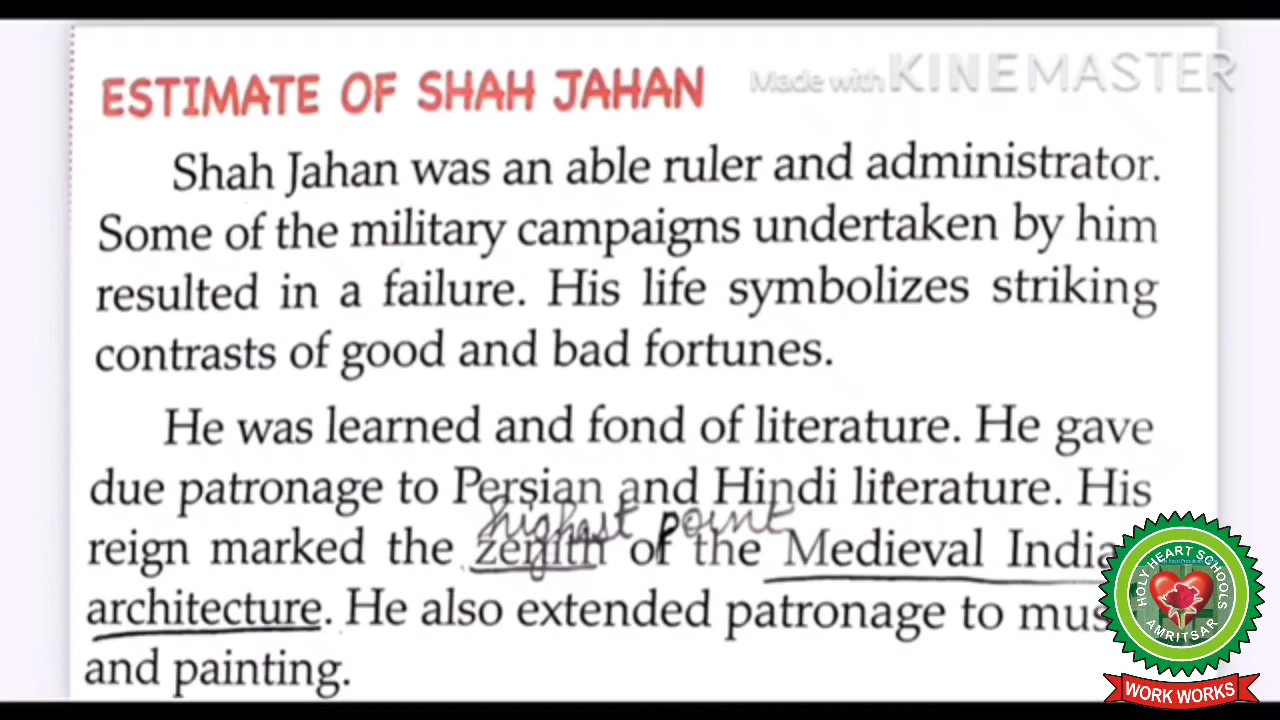 ESTIMATE OF SHAH JAHAN
Made with KINEMASTER
Shah Jahan was an able ruler and administrator.
Some of the military campaigns undertaken by him
resulted in a failure. His life symbolizes striking
contrasts of good and bad fortunes.
He was learned and fond of literature. He gave
due patronage to Persian and Hindi literature. His
highest point
reign marked the zenith of the Medieval India
architecture. He also extended patronage to mus
and painting.
HOLY HEART SCHOOLS
AMRITSAR
WORK WORKS